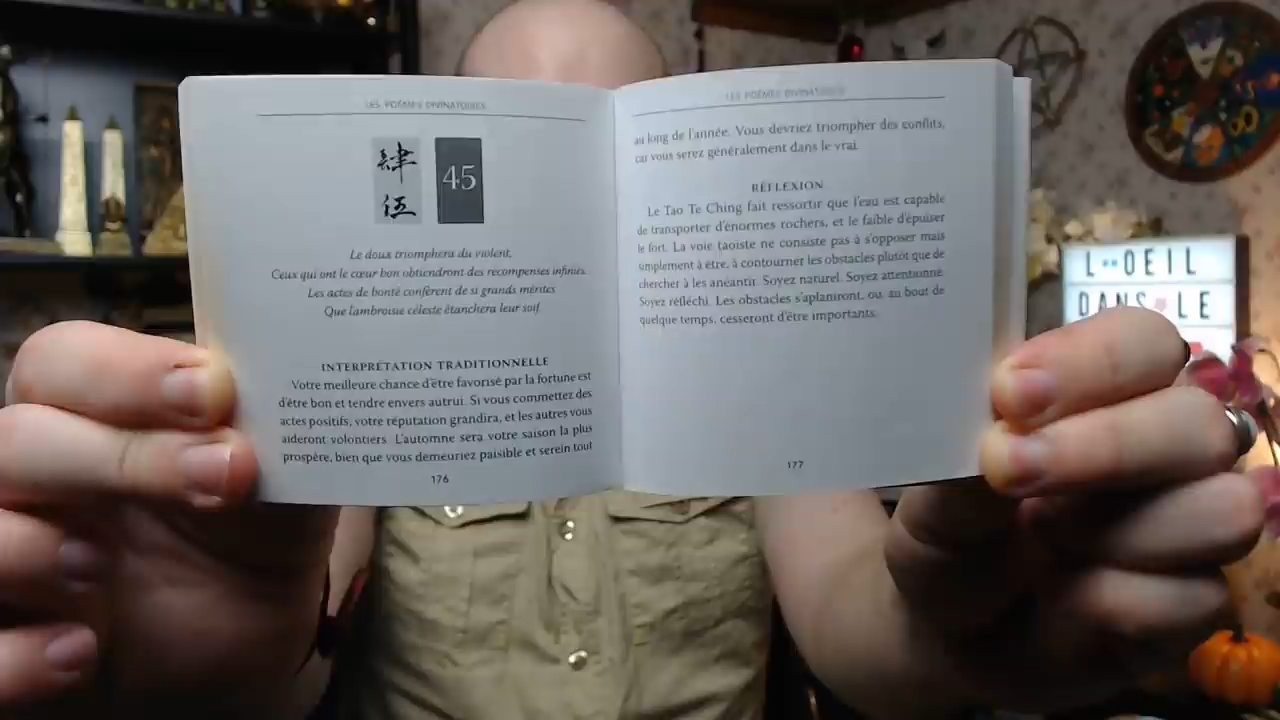 LES POÈMES DIVINATOIRES
肆
伍
45
Le doux triomphera du violent,
Ceux qui ont le cœur bon obtiendront des récompenses infinies.
Les actes de bonté confèrent de si grands mérites
Que l'ambroisie céleste étanchera leur soif.
INTERPRÉTATION TRADITIONNELLE
Votre meilleure chance d'être favorisé par la fortune est
d'être bon et tendre envers autrui. Si vous commettez des
actes positifs, votre réputation grandira, et les autres vous
aideront volontiers. L'automne sera votre saison la plus
prospère, bien que vous demeuriez paisible et serein tout
176
LES POÈMES DIVINATOIRES
au long de l'année. Vous devriez triompher des conflits,
car vous serez généralement dans le vrai.
RÉFLEXION
Le Tao Te Ching fait ressortir que l'eau est capable
de transporter d'énormes rochers, et le faible d'épuiser
le fort. La voie taoïste ne consiste pas à s'opposer mais
simplement à être, à contourner les obstacles plutôt que de
chercher à les anéantir. Soyez naturel. Soyez attentionné.
Soyez réfléchi. Les obstacles s'aplaniront, ou, au bout de
quelque temps, cesseront d'être importants.
177
L··OEIL
DANS LE